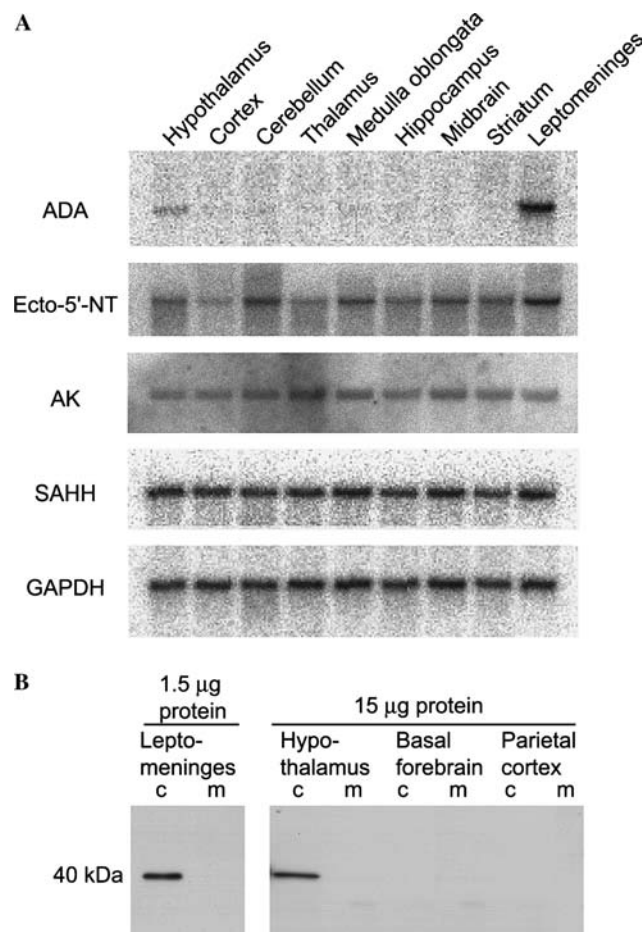 A
Hypothalamus
Cortex
Cerebellum
Thalamus
Medulla oblongata
Hippocampus
Midbrain
Striatum
Leptomeninges
ADA
Ecto-5'-NT
AK
SAHH
GAPDH
B
1.5 µg
protein
15 µg protein
Lepto-
meninges
Hypo-
thalamus
Basal
forebrain
Parietal
cortex
c m c m c m c m
40 kDa